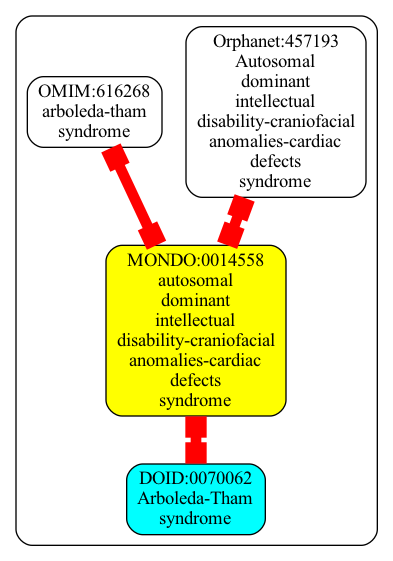 OMIM:616268
arboleda-tham
syndrome
Orphanet:457193
Autosomal
dominant
intellectual
disability-craniofacial
anomalies-cardiac
defects
syndrome
MONDO:0014558
autosomal
dominant
intellectual
disability-craniofacial
anomalies-cardiac
defects
syndrome
DOID:0070062
Arboleda-Tham
syndrome